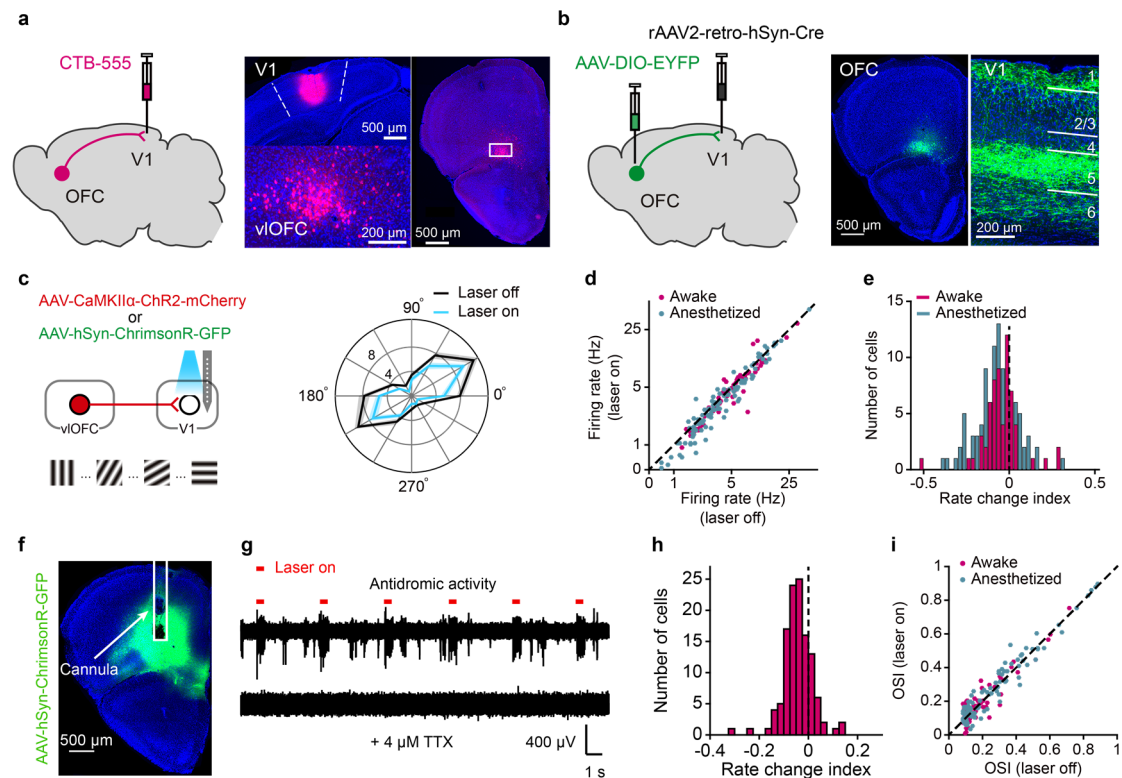 a
CTB-555
V1
OFC
V1
500 µm
vlOFC
200 µm
500 µm
b
rAAV2-retro-hSyn-Cre
AAV-DIO-EYFP
V1
OFC
OFC
500 µm
V1
1
2/3
4
5
6
200 µm
c
AAV-CaMKIIα-ChR2-mCherry
or
AAV-hSyn-ChrimsonR-GFP
vlOFC
V1
... ... ...
Laser off
Laser on
90°
8
4
180°
0°
270°
d
Awake
Anesthetized
Firing rate (Hz)
(laser on)
25
5
1
0
0 1 5 25
Firing rate (Hz)
(laser off)
e
Awake
Anesthetized
Number of cells
15
10
5
0
-0.5 0 0.5
Rate change index
f
AAV-hSyn-ChrimsonR-GFP
Cannula
500 µm
g
Laser on
Antidromic activity
+ 4 µM TTX
400 µV
1 s
h
Number of cells
25
20
15
10
5
0
-0.4 -0.2 0 0.2
Rate change index
i
Awake
Anesthetized
OSI (laser on)
1
0.8
0.6
0.4
0.2
0
0 0.2 0.4 0.6 0.8 1
OSI (laser off)